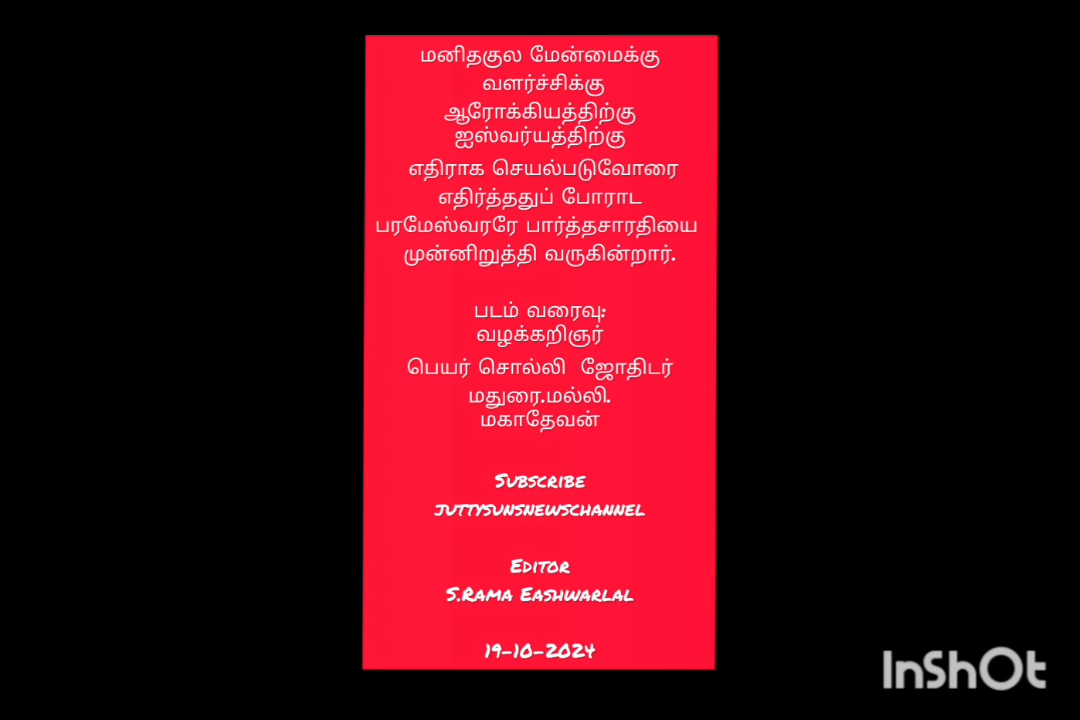 மனிதகுல மேன்மைக்கு
வளர்ச்சிக்கு
ஆரோக்கியத்திற்கு
ஐஸ்வர்யத்திற்கு
எதிராக செயல்படுவோரை
எதிர்த்ததுப் போராட
பரமேஸ்வரரே பார்த்தசாரதியை
முன்னிறுத்தி வருகின்றார்.
படம் வரைவு:
வழக்கறிஞர்
பெயர் சொல்லி ஜோதிடர்
மதுரை.மல்லி.
மகாதேவன்
Subscribe
juttysunsnewschannel
Editor
S.Rama Eashwarlal
19-10-2024
InShOt